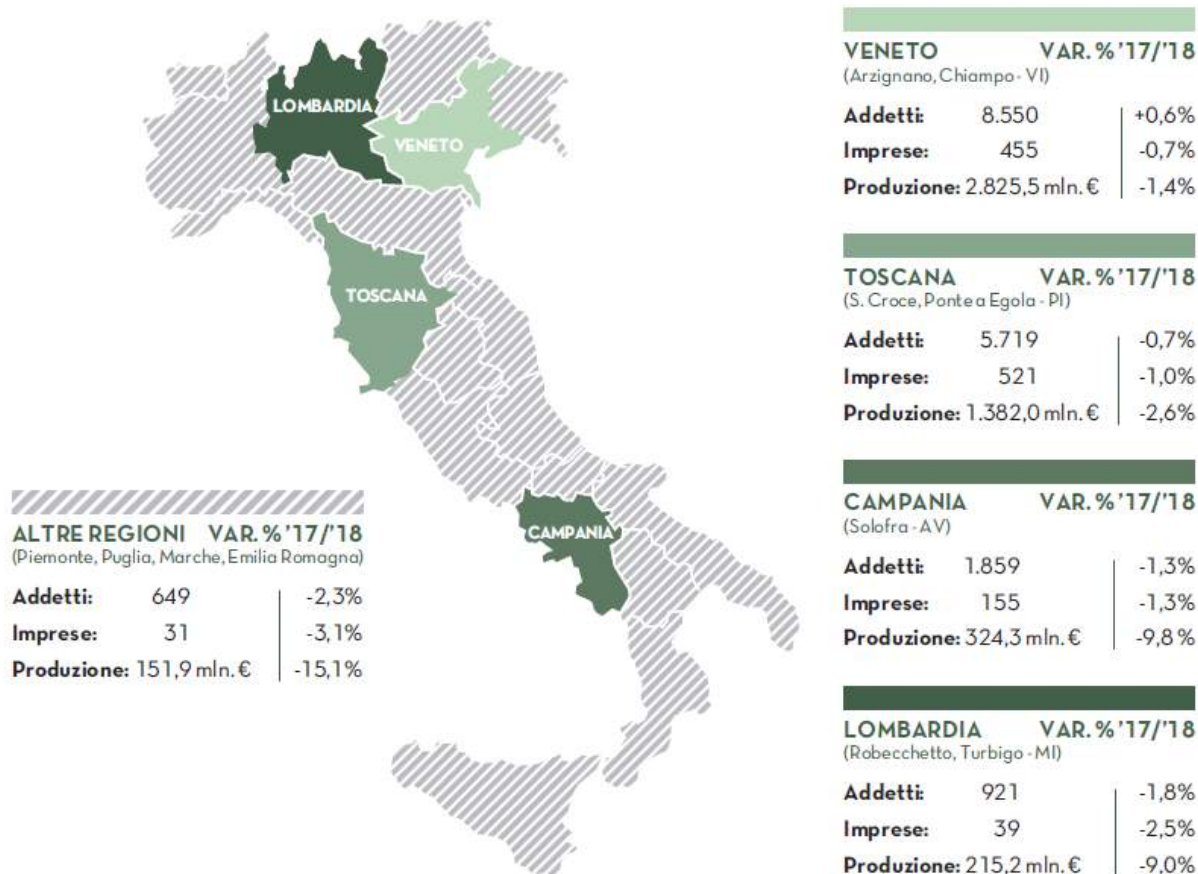 LOMBARDIA
VENETO
TOSCANA
CAMPANIA
ALTRE REGIONI VAR. % '17/'18
(Piemonte, Puglia, Marche, Emilia Romagna)
Addetti: 649 -2,3%
Imprese: 31 -3,1%
Produzione: 151,9 mln. € -15,1%
VENETO VAR. % '17/'18
(Arzignano, Chiampo - VI)
Addetti: 8.550 +0,6%
Imprese: 455 -0,7%
Produzione: 2.825,5 mln. € -1,4%
TOSCANA VAR. % '17/'18
(S. Croce, Ponte a Egola - PI)
Addetti: 5.719 -0,7%
Imprese: 521 -1,0%
Produzione: 1.382,0 mln. € -2,6%
CAMPANIA VAR. % '17/'18
(Solofra - AV)
Addetti: 1.859 -1,3%
Imprese: 155 -1,3%
Produzione: 324,3 mln. € -9,8 %
LOMBARDIA VAR. % '17/'18
(Robecchetto, Turbigo - MI)
Addetti: 921 -1,8%
Imprese: 39 -2,5%
Produzione: 215,2 mln. € -9,0%